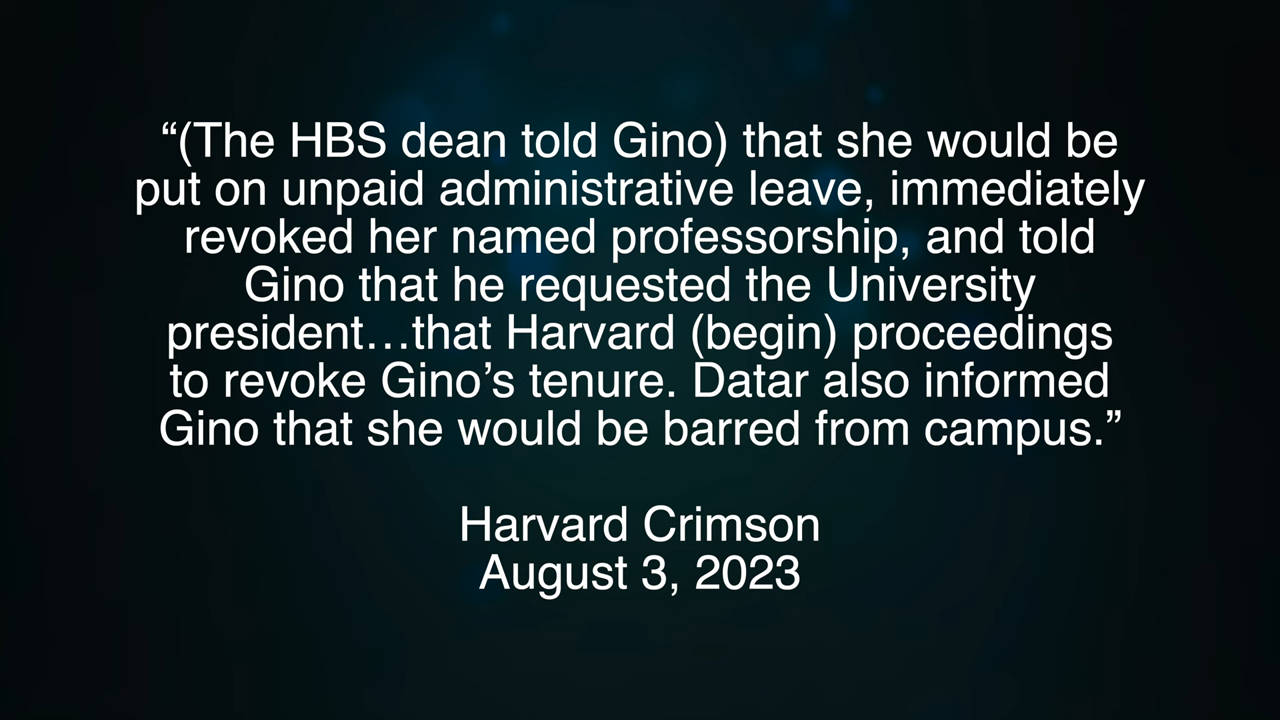 “(The HBS dean told Gino) that she would be
put on unpaid administrative leave, immediately
revoked her named professorship, and told
Gino that he requested the University
president…that Harvard (begin) proceedings
to revoke Gino’s tenure. Datar also informed
Gino that she would be barred from campus.”
Harvard Crimson
August 3, 2023